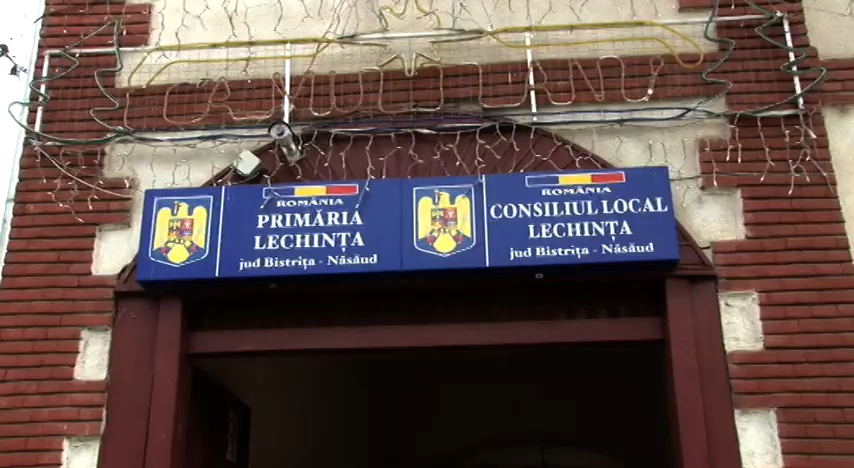 ROMÂNIA
PRIMĂRIA
LECHINȚA
jud Bistrița - Năsăud
ROMÂNIA
CONSILIUL LOCAL
LECHINȚA
jud Bistrița - Năsăud